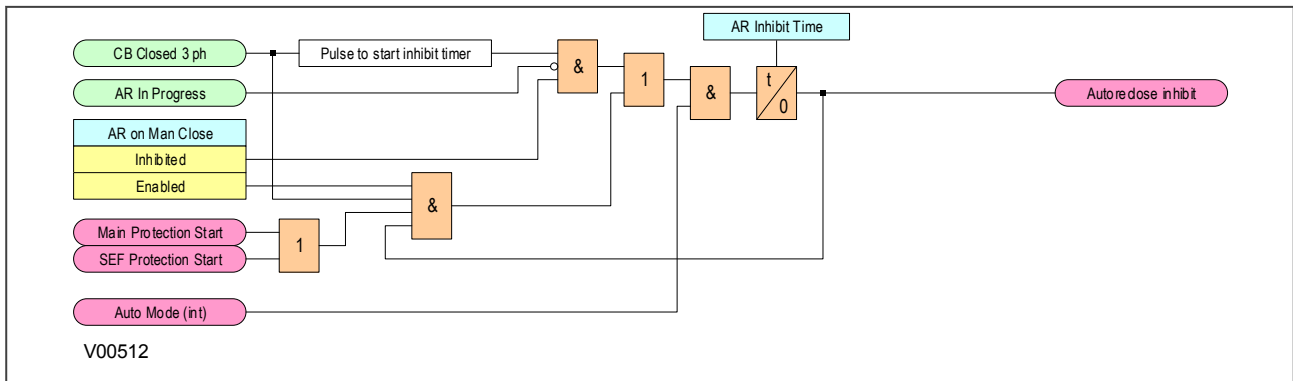 AR Inhibit Time
CB Closed 3 ph
Pulse to start inhibit timer
&
1
&
t
0
Autoreclose inhibit
AR In Progress
AR on Man Close
Inhibited
Enabled
&
Main Protection Start
1
SEF Protection Start
Auto Mode (int)
V00512